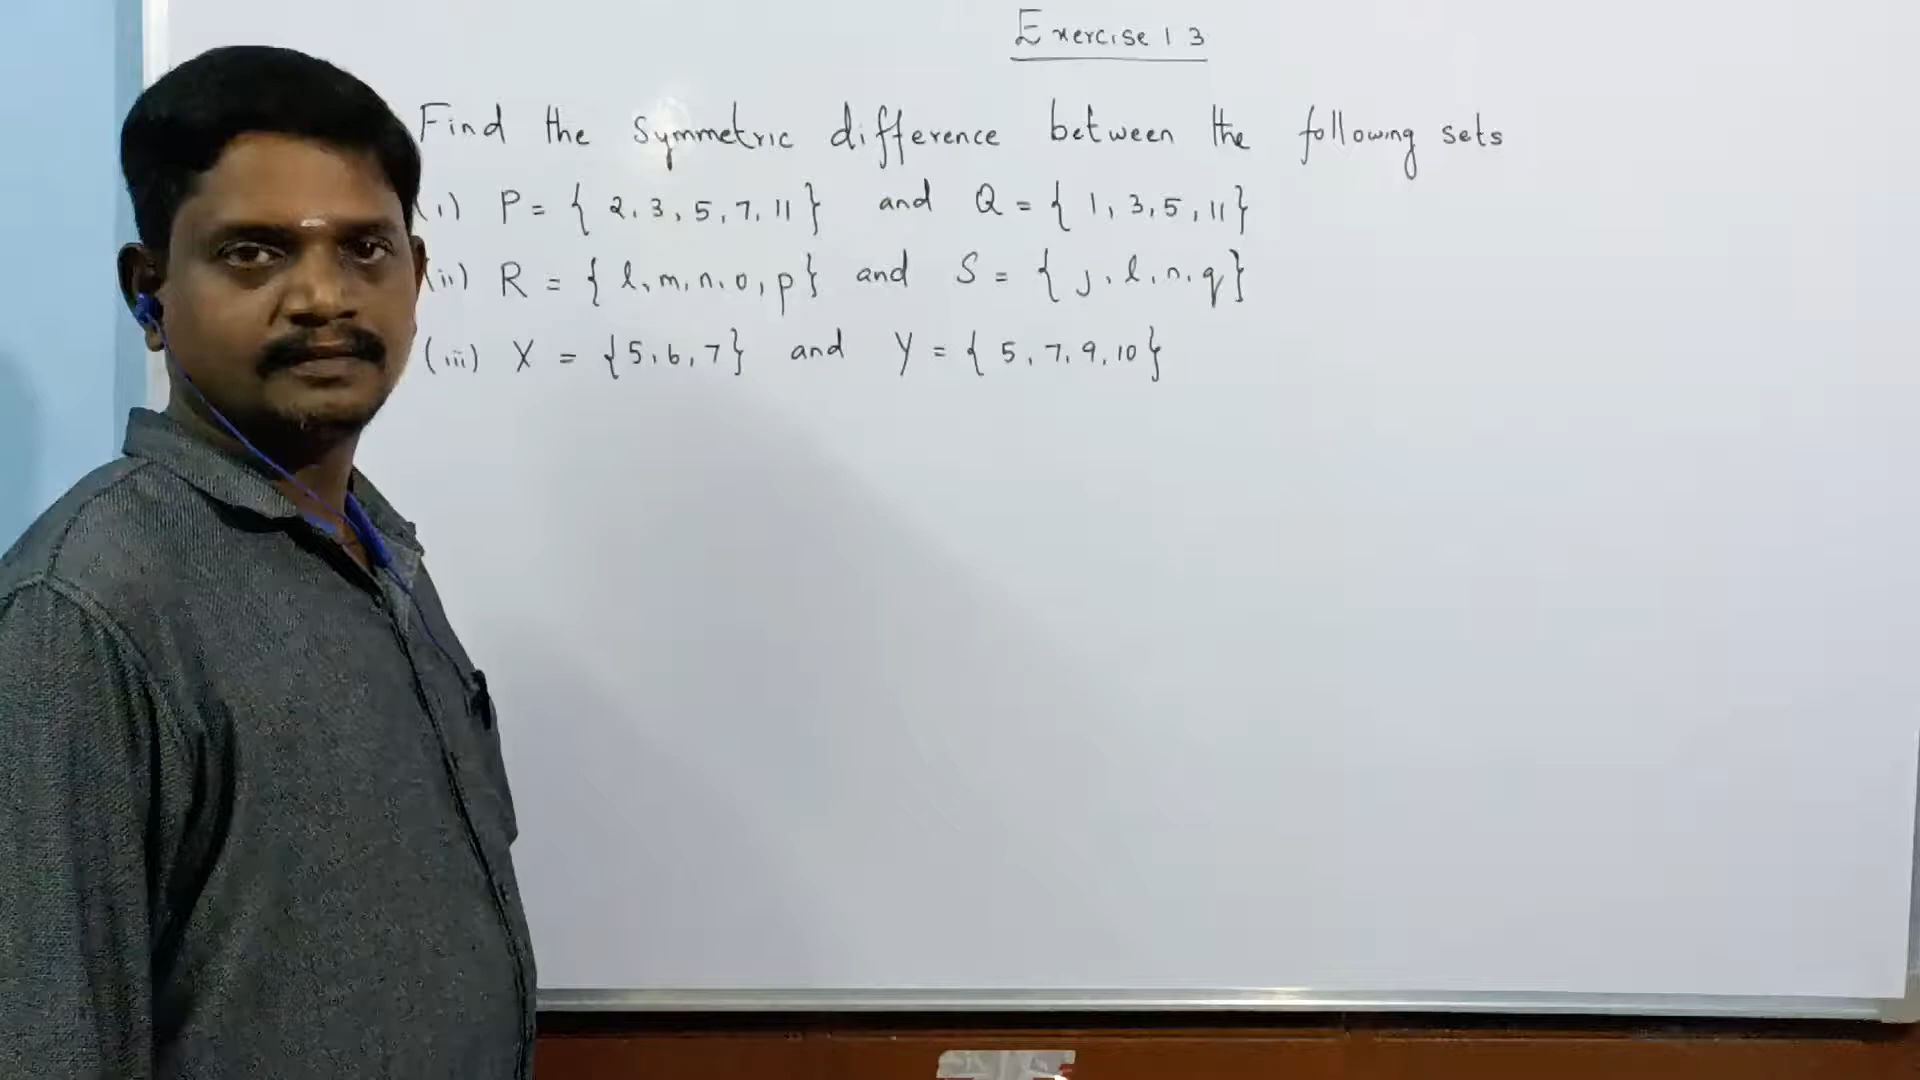 Exercise 1 3
Find the symmetric difference between the following sets
(i) P = { 2, 3, 5, 7, 11 } and Q = { 1, 3, 5, 11 }
(ii) R = { l, m, n, o, p } and S = { j, l, n, q }
(iii) X = { 5, 6, 7 } and Y = { 5, 7, 9, 10 }